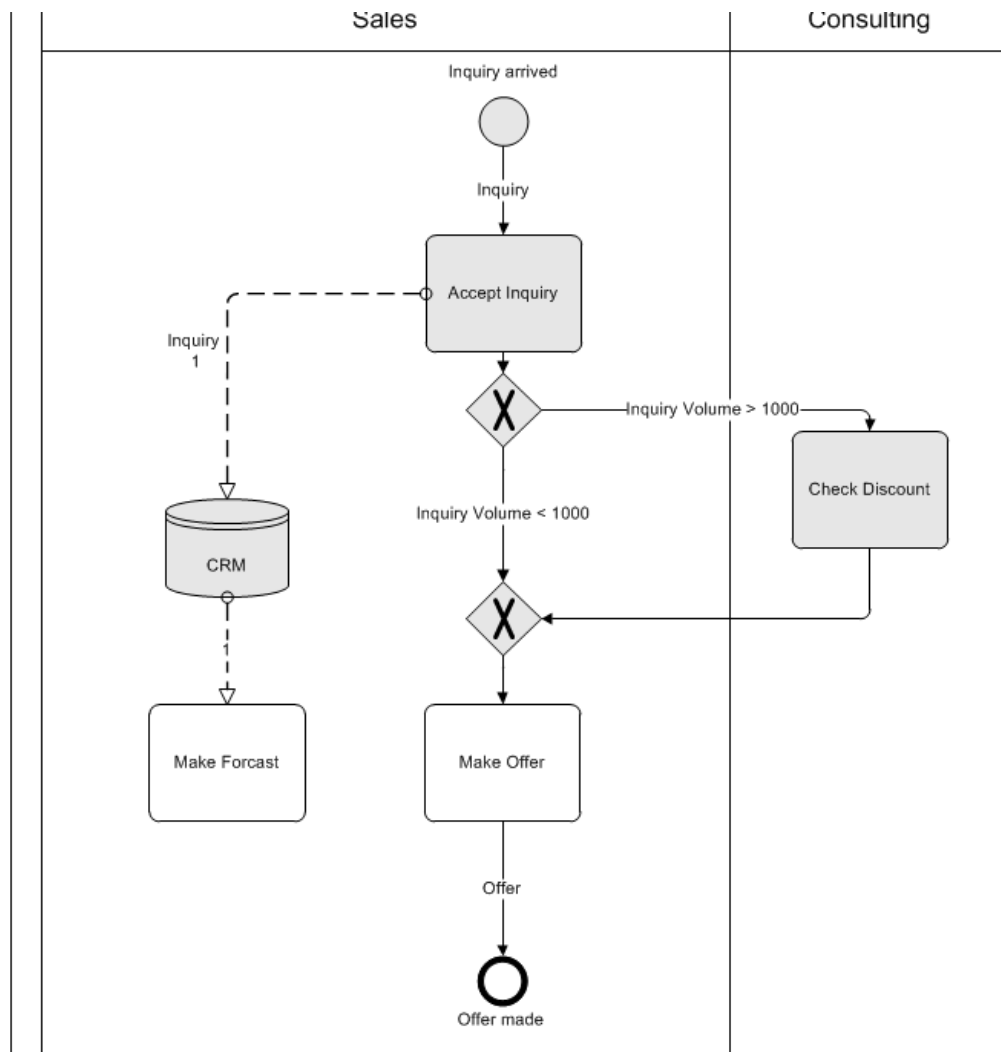 Sales
Consulting
Inquiry arrived
Inquiry
Accept Inquiry
Inquiry
1
X
Inquiry Volume > 1000
Check Discount
Inquiry Volume < 1000
CRM
X
1
Make Forcast
Make Offer
Offer
Offer made